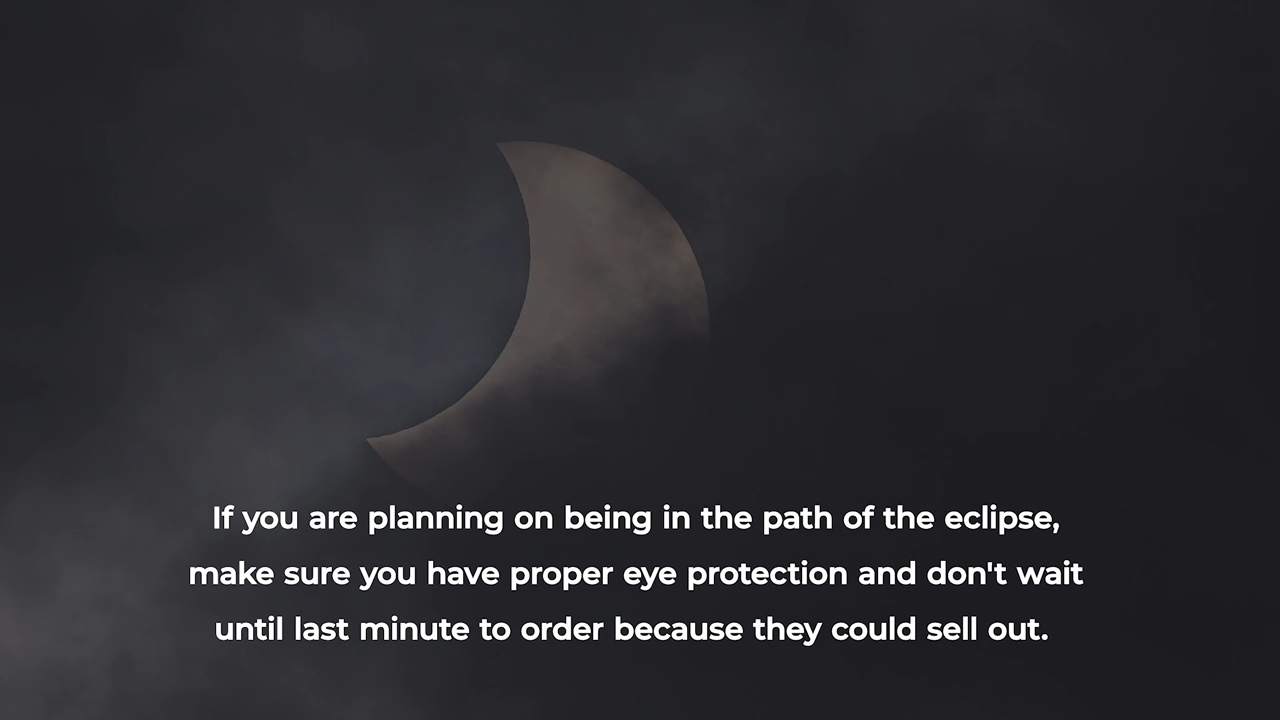 If you are planning on being in the path of the eclipse,
make sure you have proper eye protection and don't wait
until last minute to order because they could sell out.